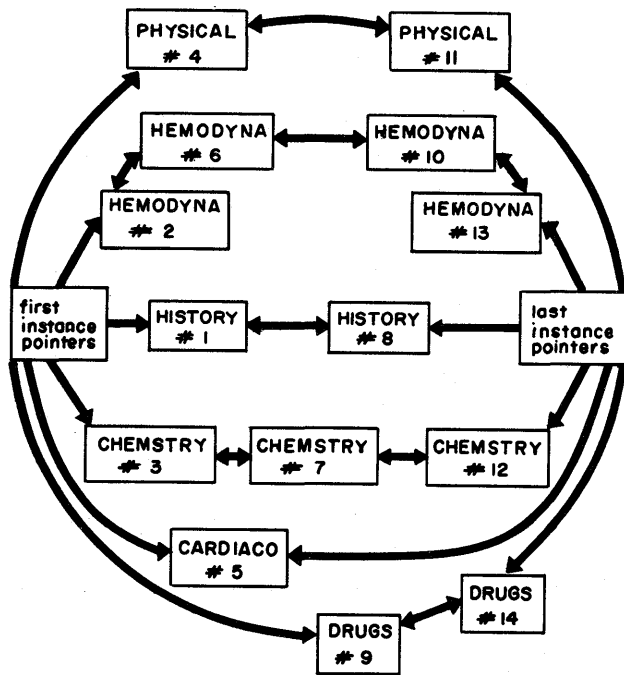 PHYSICAL
# 4
PHYSICAL
# 11
HEMODYNA
# 6
HEMODYNA
# 10
HEMODYNA
# 2
HEMODYNA
# 13
first
instance
pointers
HISTORY
# 1
HISTORY
# 8
last
instance
pointers
CHEMSTRY
# 3
CHEMSTRY
# 7
CHEMSTRY
# 12
CARDIACO
# 5
DRUGS
# 14
DRUGS
# 9